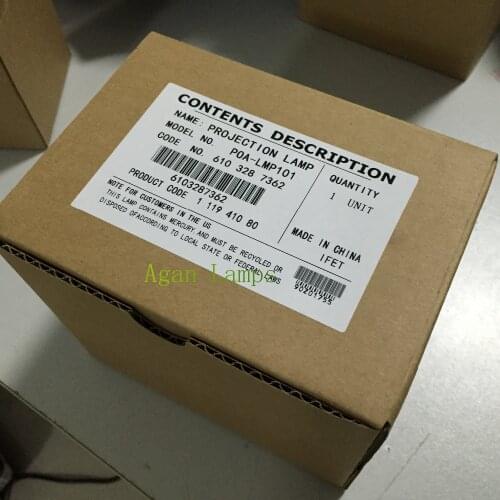 CONTENTS DESCRIPTION
NAME: PROJECTION LAMP
MODEL NO. POA-LMP101
CODE NO. 610 328 7362
6103287362
PRODUCT CODE 1 119 410 80
NOTE FOR CUSTOMERS IN THE US
THIS LAMP CONTAINS MERCURY AND MUST BE RECYCLED OR
DISPOSED OFACCORDING TO LOCAL STATE OR FEDERAL LAWS
QUANTITY
1 UNIT
MADE IN CHINA
IFET
90201955
Agan Lamps